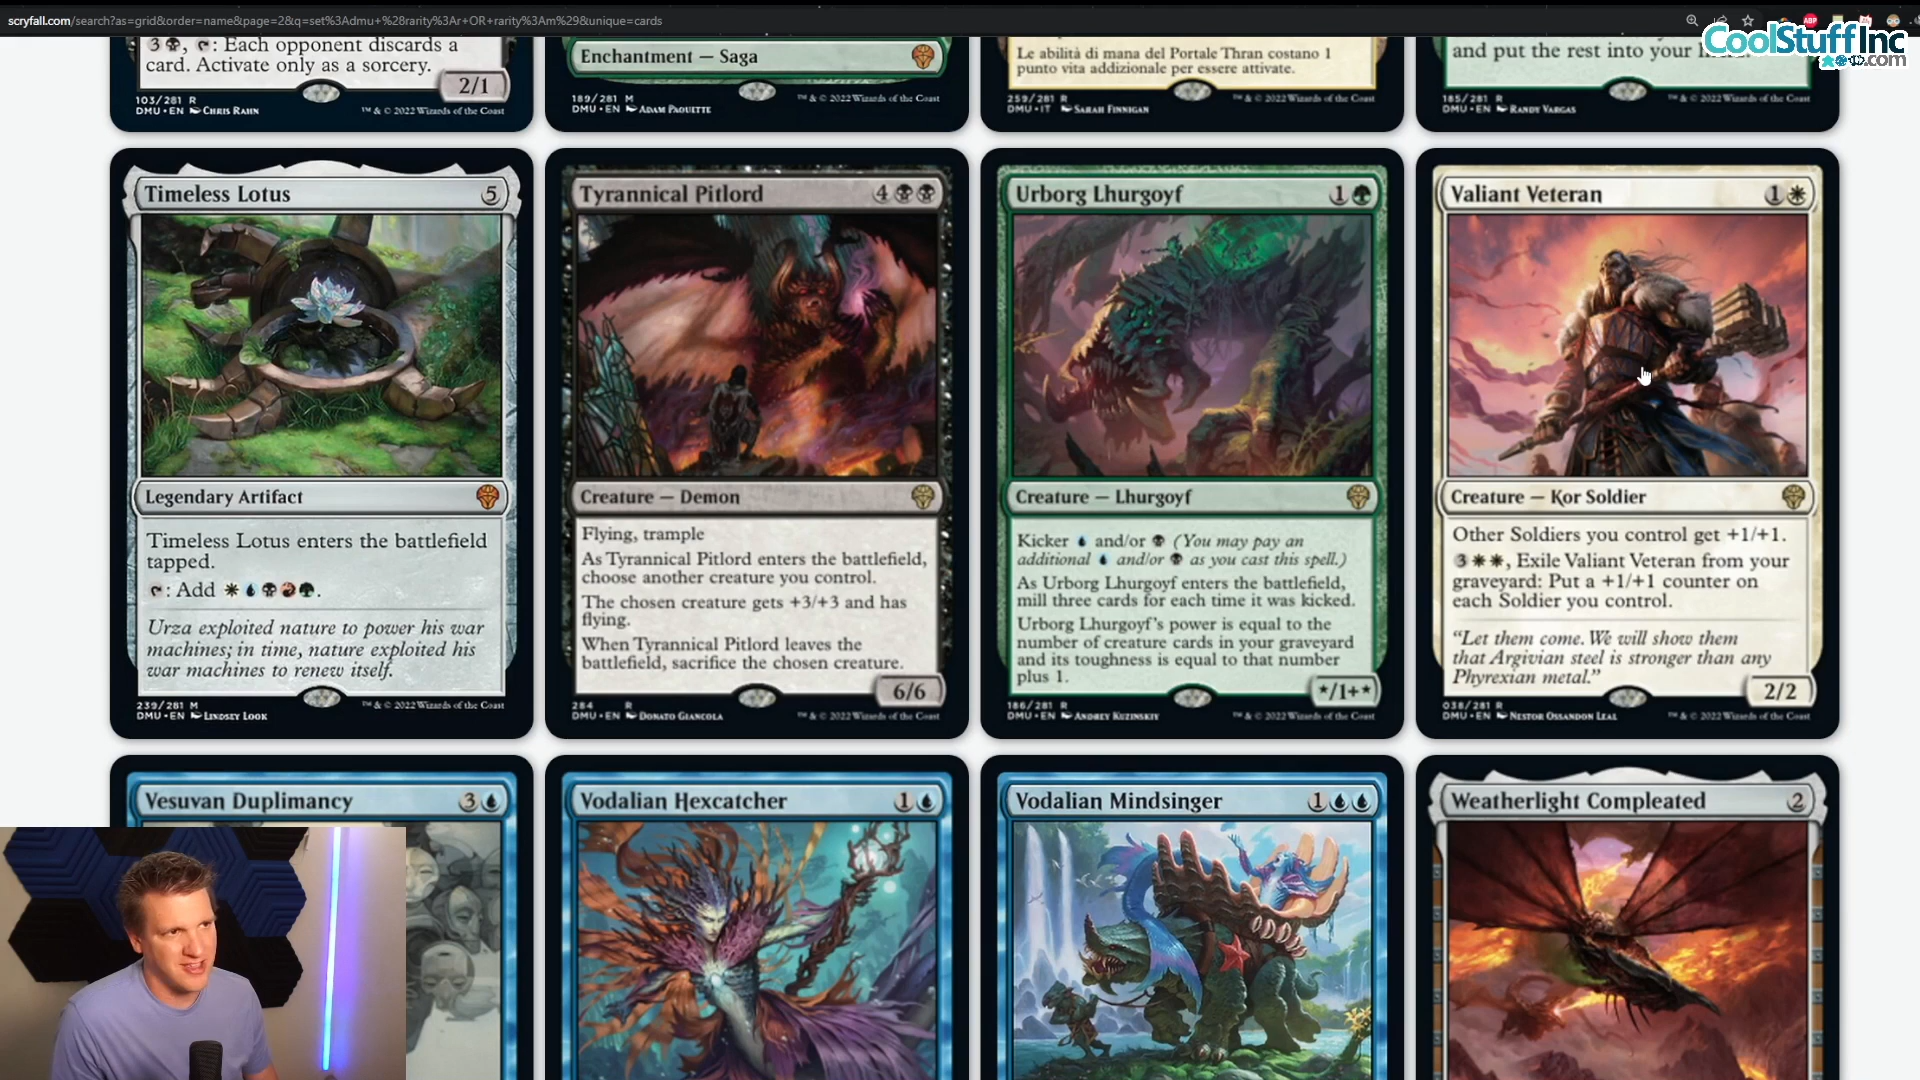 scryfall.com/search?as=grid&order=name&page=2&q=set%3Admu+%28rarity%3Ar+OR+rarity%3Am%29&unique=cards
ABP
CoolStuffInc
.com
3, : Each opponent discards a
card. Activate only as a sorcery.
2/1
103/281 R
DMU • EN Chris Rahn
™ & © 2022 Wizards of the Coast
Enchantment — Saga
189/281 M
DMU • EN Adam Paquette
™ & © 2022 Wizards of the Coast
Le abilità di mana del Portale Thran costano 1
punto vita addizionale per essere attivate.
259/281 R
DMU • IT Sarah Finnigan
™ & © 2022 Wizards of the Coast
and put the rest into your
185/281 R
DMU • EN Randy Vargas
™ & © 2022 Wizards of the Coast
Timeless Lotus 5
Legendary Artifact
Timeless Lotus enters the battlefield
tapped.
: Add .
Urza exploited nature to power his war
machines; in time, nature exploited his
war machines to renew itself.
239/281 M
DMU • EN Lindsey Look
™ & © 2022 Wizards of the Coast
Tyrannical Pitlord 4
Creature — Demon
Flying, trample
As Tyrannical Pitlord enters the battlefield,
choose another creature you control.
The chosen creature gets +3/+3 and has
flying.
When Tyrannical Pitlord leaves the
battlefield, sacrifice the chosen creature.
6/6
284 R
DMU • EN Donato Giancola
™ & © 2022 Wizards of the Coast
Urborg Lhurgoyf 1
Creature — Lhurgoyf
Kicker and/or (You may pay an
additional and/or as you cast this spell.)
As Urborg Lhurgoyf enters the battlefield,
mill three cards for each time it was kicked.
Urborg Lhurgoyf's power is equal to the
number of creature cards in your graveyard
and its toughness is equal to that number
plus 1.
*/1+*
186/281 R
DMU • EN Andrey Kuzinskiy
™ & © 2022 Wizards of the Coast
Valiant Veteran 1
Creature — Kor Soldier
Other Soldiers you control get +1/+1.
3, Exile Valiant Veteran from your
graveyard: Put a +1/+1 counter on
each Soldier you control.
"Let them come. We will show them
that Argivian steel is stronger than any
Phyrexian metal."
2/2
038/281 R
DMU • EN Nestor Ossandon Leal
™ & © 2022 Wizards of the Coast
Vesuvan Duplimancy 3
Vodalian Hexcatcher 1
Vodalian Mindsinger 1
Weatherlight Compleated 2